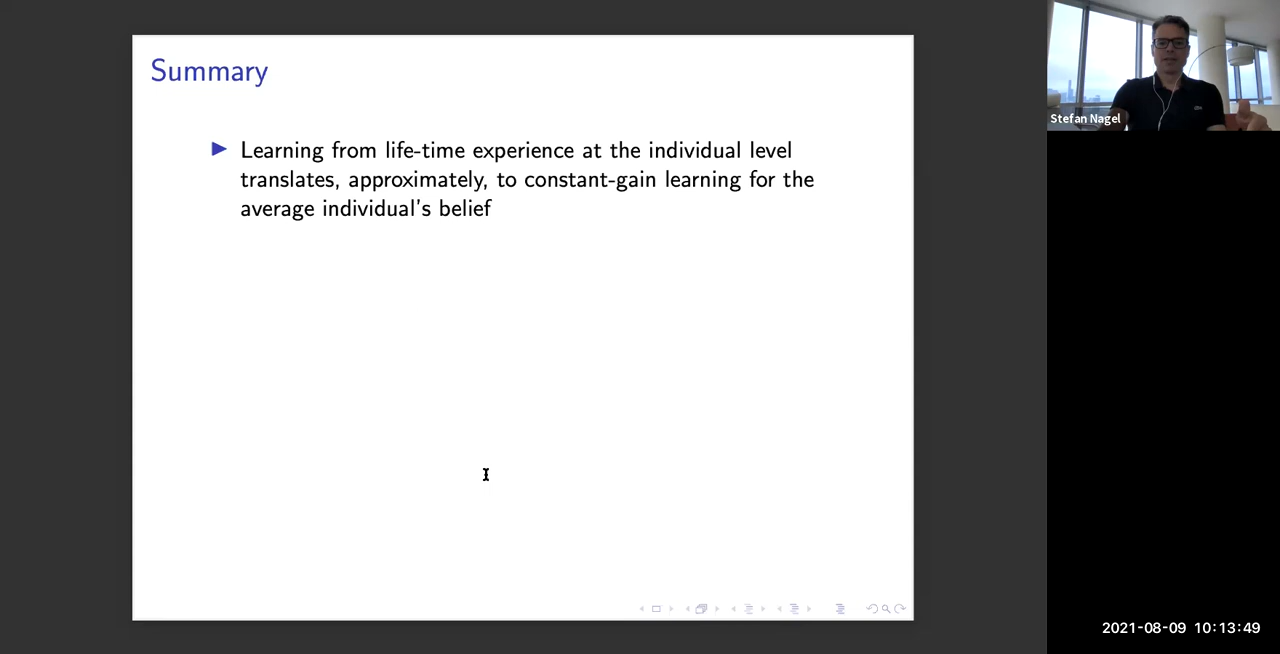 Summary
Learning from life-time experience at the individual level
translates, approximately, to constant-gain learning for the
average individual's belief
Stefan Nagel
2021-08-09 10:13:49